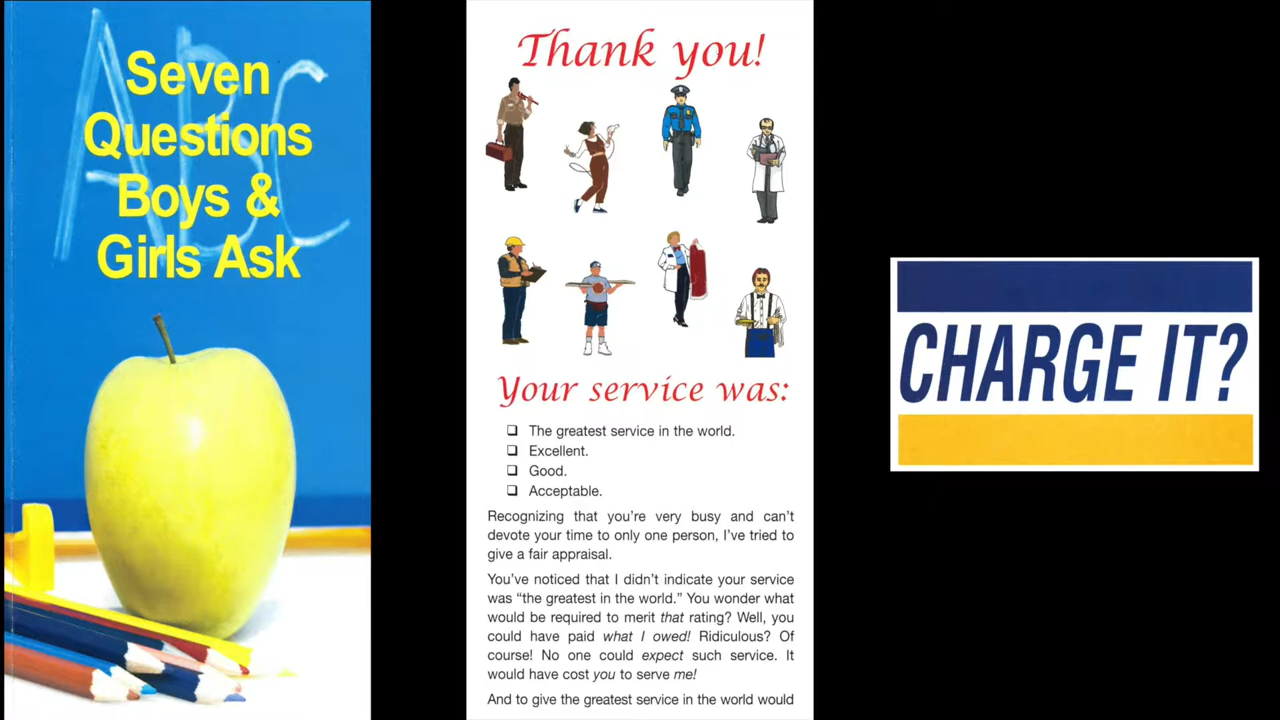 ABC
Seven
Questions
Boys &
Girls Ask
Thank you!
Your service was:
❑ The greatest service in the world.
❑ Excellent.
❑ Good.
❑ Acceptable.
Recognizing that you're very busy and can't
devote your time to only one person, I've tried to
give a fair appraisal.
You've noticed that I didn't indicate your service
was “the greatest in the world.” You wonder what
would be required to merit that rating? Well, you
could have paid what I owed! Ridiculous? Of
course! No one could expect such service. It
would have cost you to serve me!
And to give the greatest service in the world would
CHARGE IT?